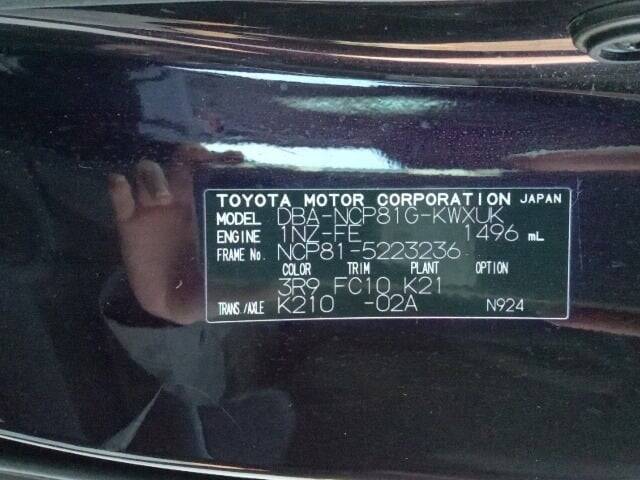 TOYOTA MOTOR CORPORATION JAPAN
MODEL DBA-NCP81G-KWXUK
ENGINE 1NZ-FE 1496 mL
FRAME No. NCP81-5223236
COLOR TRIM PLANT OPTION
3R9 FC10 K21
TRANS./AXLE K210 -02A N924